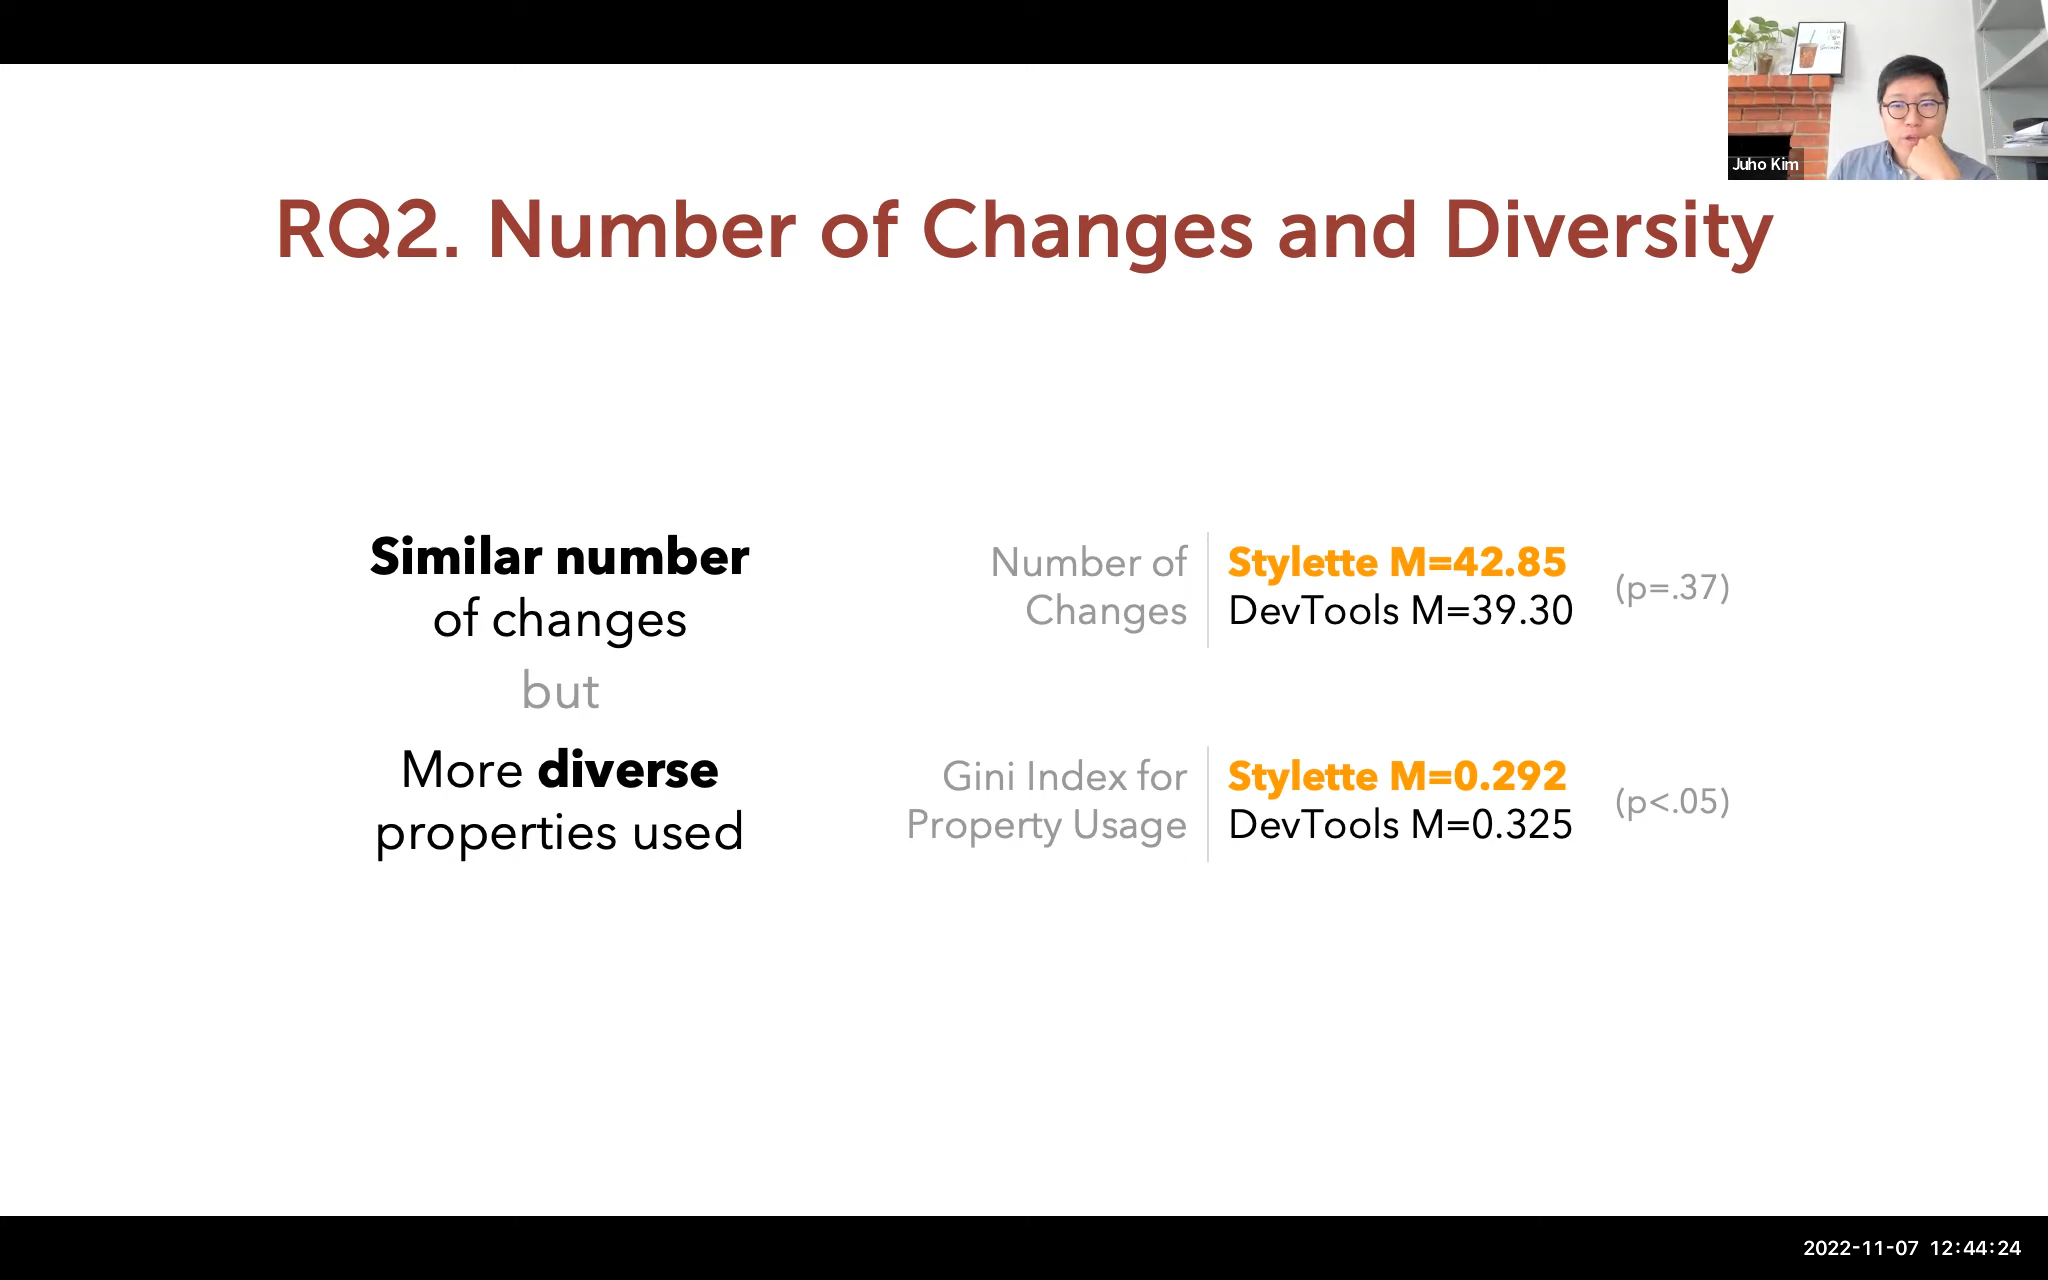 Juho Kim
RQ2. Number of Changes and Diversity
Similar number
of changes
but
More diverse
properties used
Number of
Changes
Stylette M=42.85
DevTools M=39.30
(p=.37)
Gini Index for
Property Usage
Stylette M=0.292
DevTools M=0.325
(p<.05)
2022-11-07 12:44:24